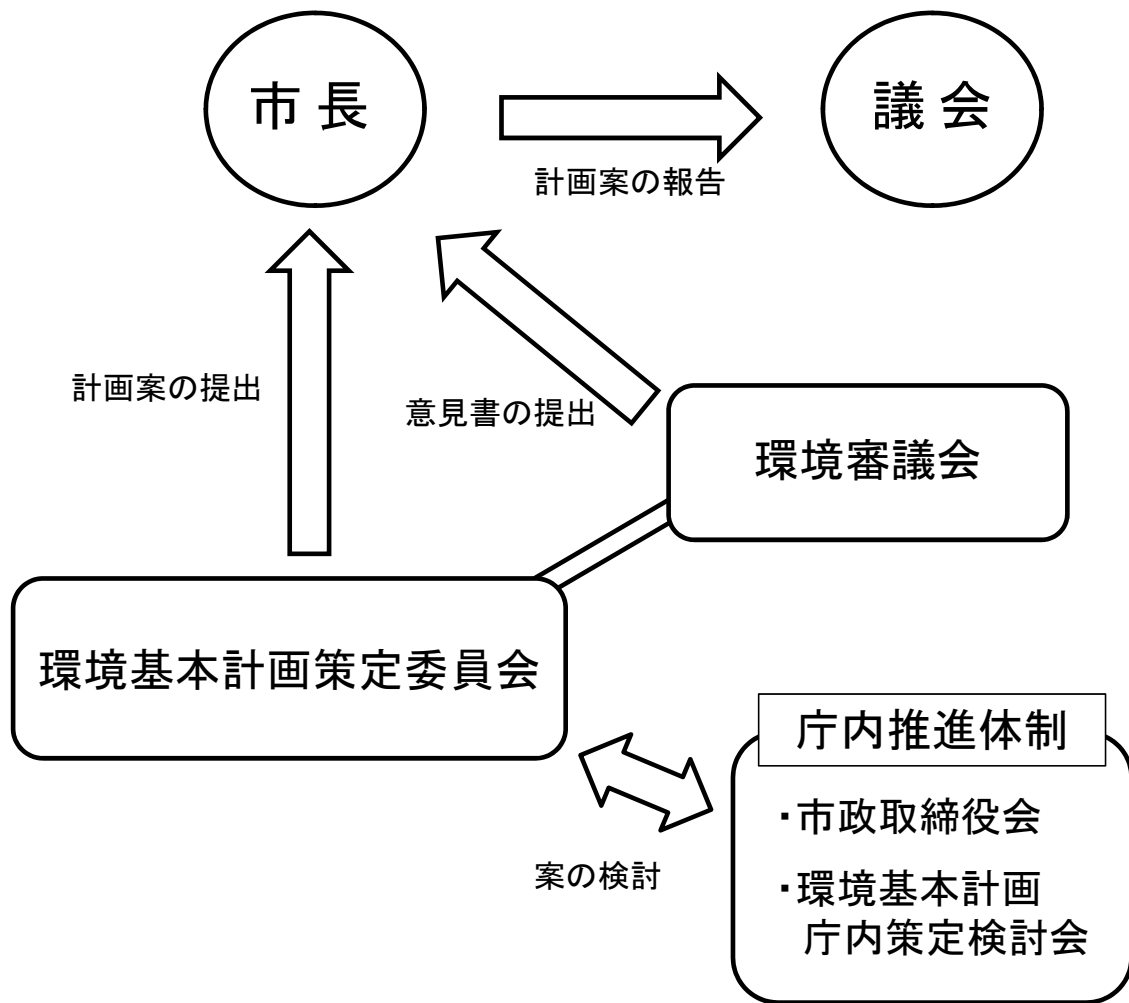 市 長
議 会
計画案の報告
計画案の提出
意見書の提出
環境審議会
環境基本計画策定委員会
庁内推進体制
・市政取締役会
案の検討
・環境基本計画
庁内策定検討会